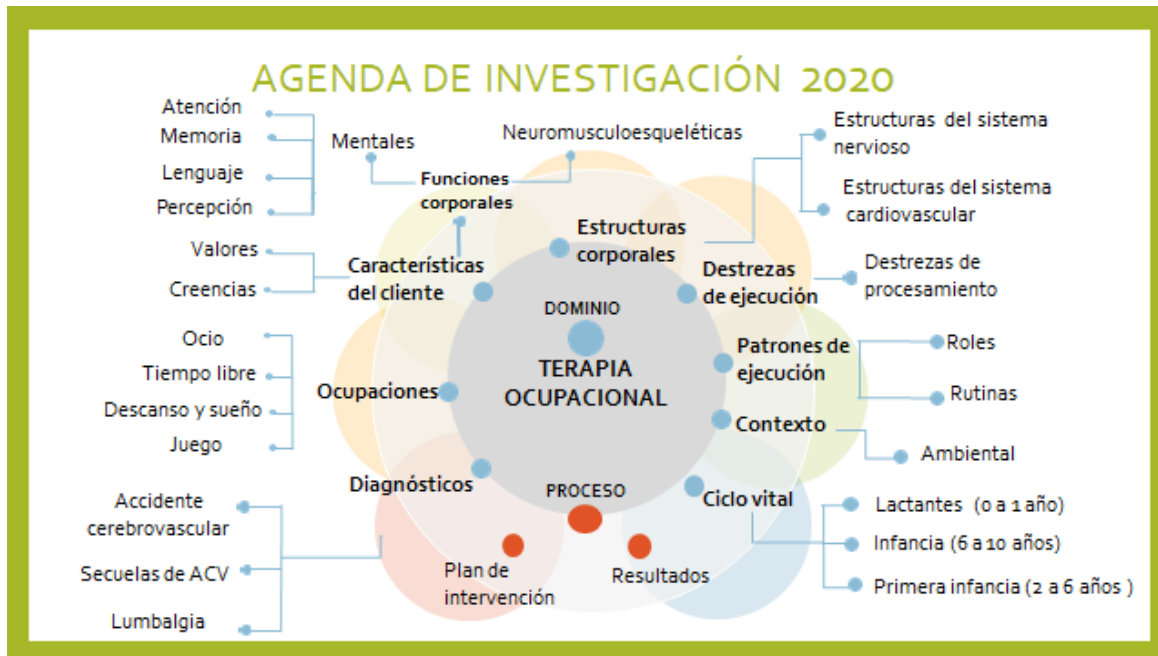 AGENDA DE INVESTIGACIÓN 2020
Atención
Memoria
Lenguaje
Percepción
Mentales
Neuromusculoesqueléticas
Funciones
corporales
Valores
Creencias
Características
del cliente
Estructuras
corporales
Estructuras del sistema
nervioso
Estructuras del sistema
cardiovascular
Destrezas
de ejecución
Destrezas de
procesamiento
DOMINIO
TERAPIA
OCUPACIONAL
Patrones de
ejecución
Roles
Rutinas
Ocio
Tiempo libre
Descanso y sueño
Juego
Ocupaciones
Contexto
Ambiental
Diagnósticos
Accidente
cerebrovascular
Secuelas de ACV
Lumbalgia
PROCESO
Plan de
intervención
Resultados
Ciclo vital
Lactantes (0 a 1 año)
Infancia (6 a 10 años)
Primera infancia (2 a 6 años )